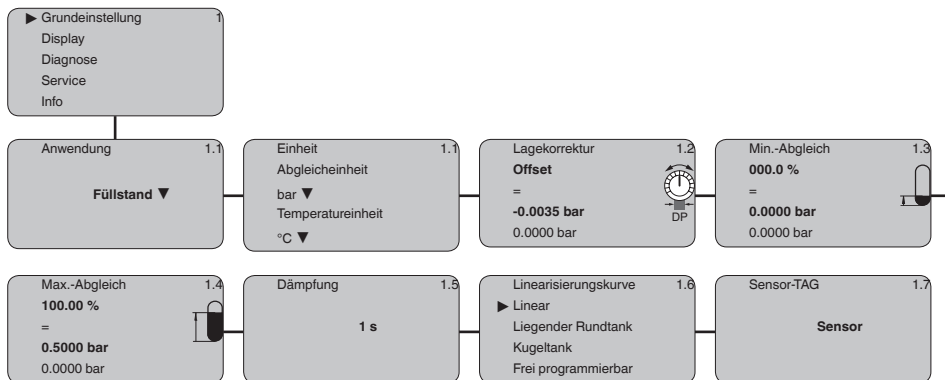 ▶ Grundeinstellung 1
Display
Diagnose
Service
Info
Anwendung 1.1
Füllstand ▼
Einheit 1.1
Abgleicheinheit
bar ▼
Temperatureinheit
°C ▼
Lagekorrektur 1.2
Offset
=
-0.0035 bar
0.0000 bar
DP
Min.-Abgleich 1.3
000.0 %
=
0.0000 bar
0.0000 bar
Max.-Abgleich 1.4
100.00 %
=
0.5000 bar
0.0000 bar
Dämpfung 1.5
1 s
Linearisierungskurve 1.6
▶ Linear
Liegender Rundtank
Kugeltank
Frei programmierbar
Sensor-TAG 1.7
Sensor